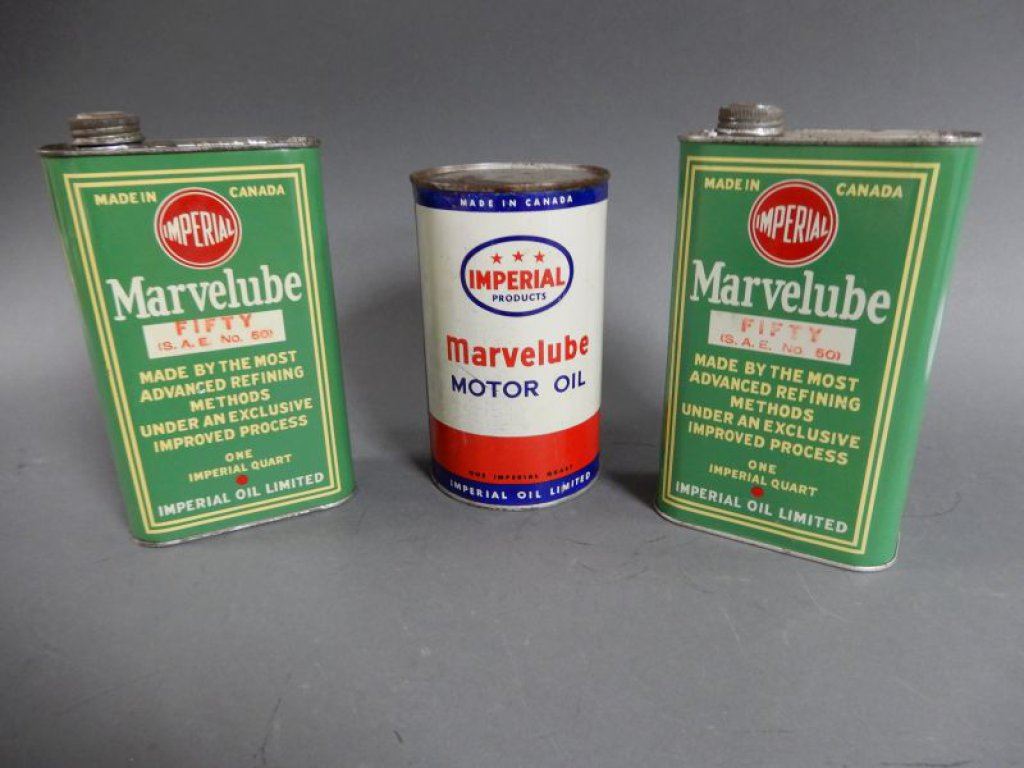 MADE IN CANADA
IMPERIAL
Marvelube
FIFTY
(S. A. E. No. 50)
MADE BY THE MOST
ADVANCED REFINING
METHODS
UNDER AN EXCLUSIVE
IMPROVED PROCESS
ONE
IMPERIAL QUART
IMPERIAL OIL LIMITED
MADE IN CANADA
IMPERIAL
PRODUCTS
Marvelube
MOTOR OIL
ONE IMPERIAL QUART
IMPERIAL OIL LIMITED
MADE IN CANADA
IMPERIAL
Marvelube
FIFTY
(S. A. E. No. 50)
MADE BY THE MOST
ADVANCED REFINING
METHODS
UNDER AN EXCLUSIVE
IMPROVED PROCESS
ONE
IMPERIAL QUART
IMPERIAL OIL LIMITED